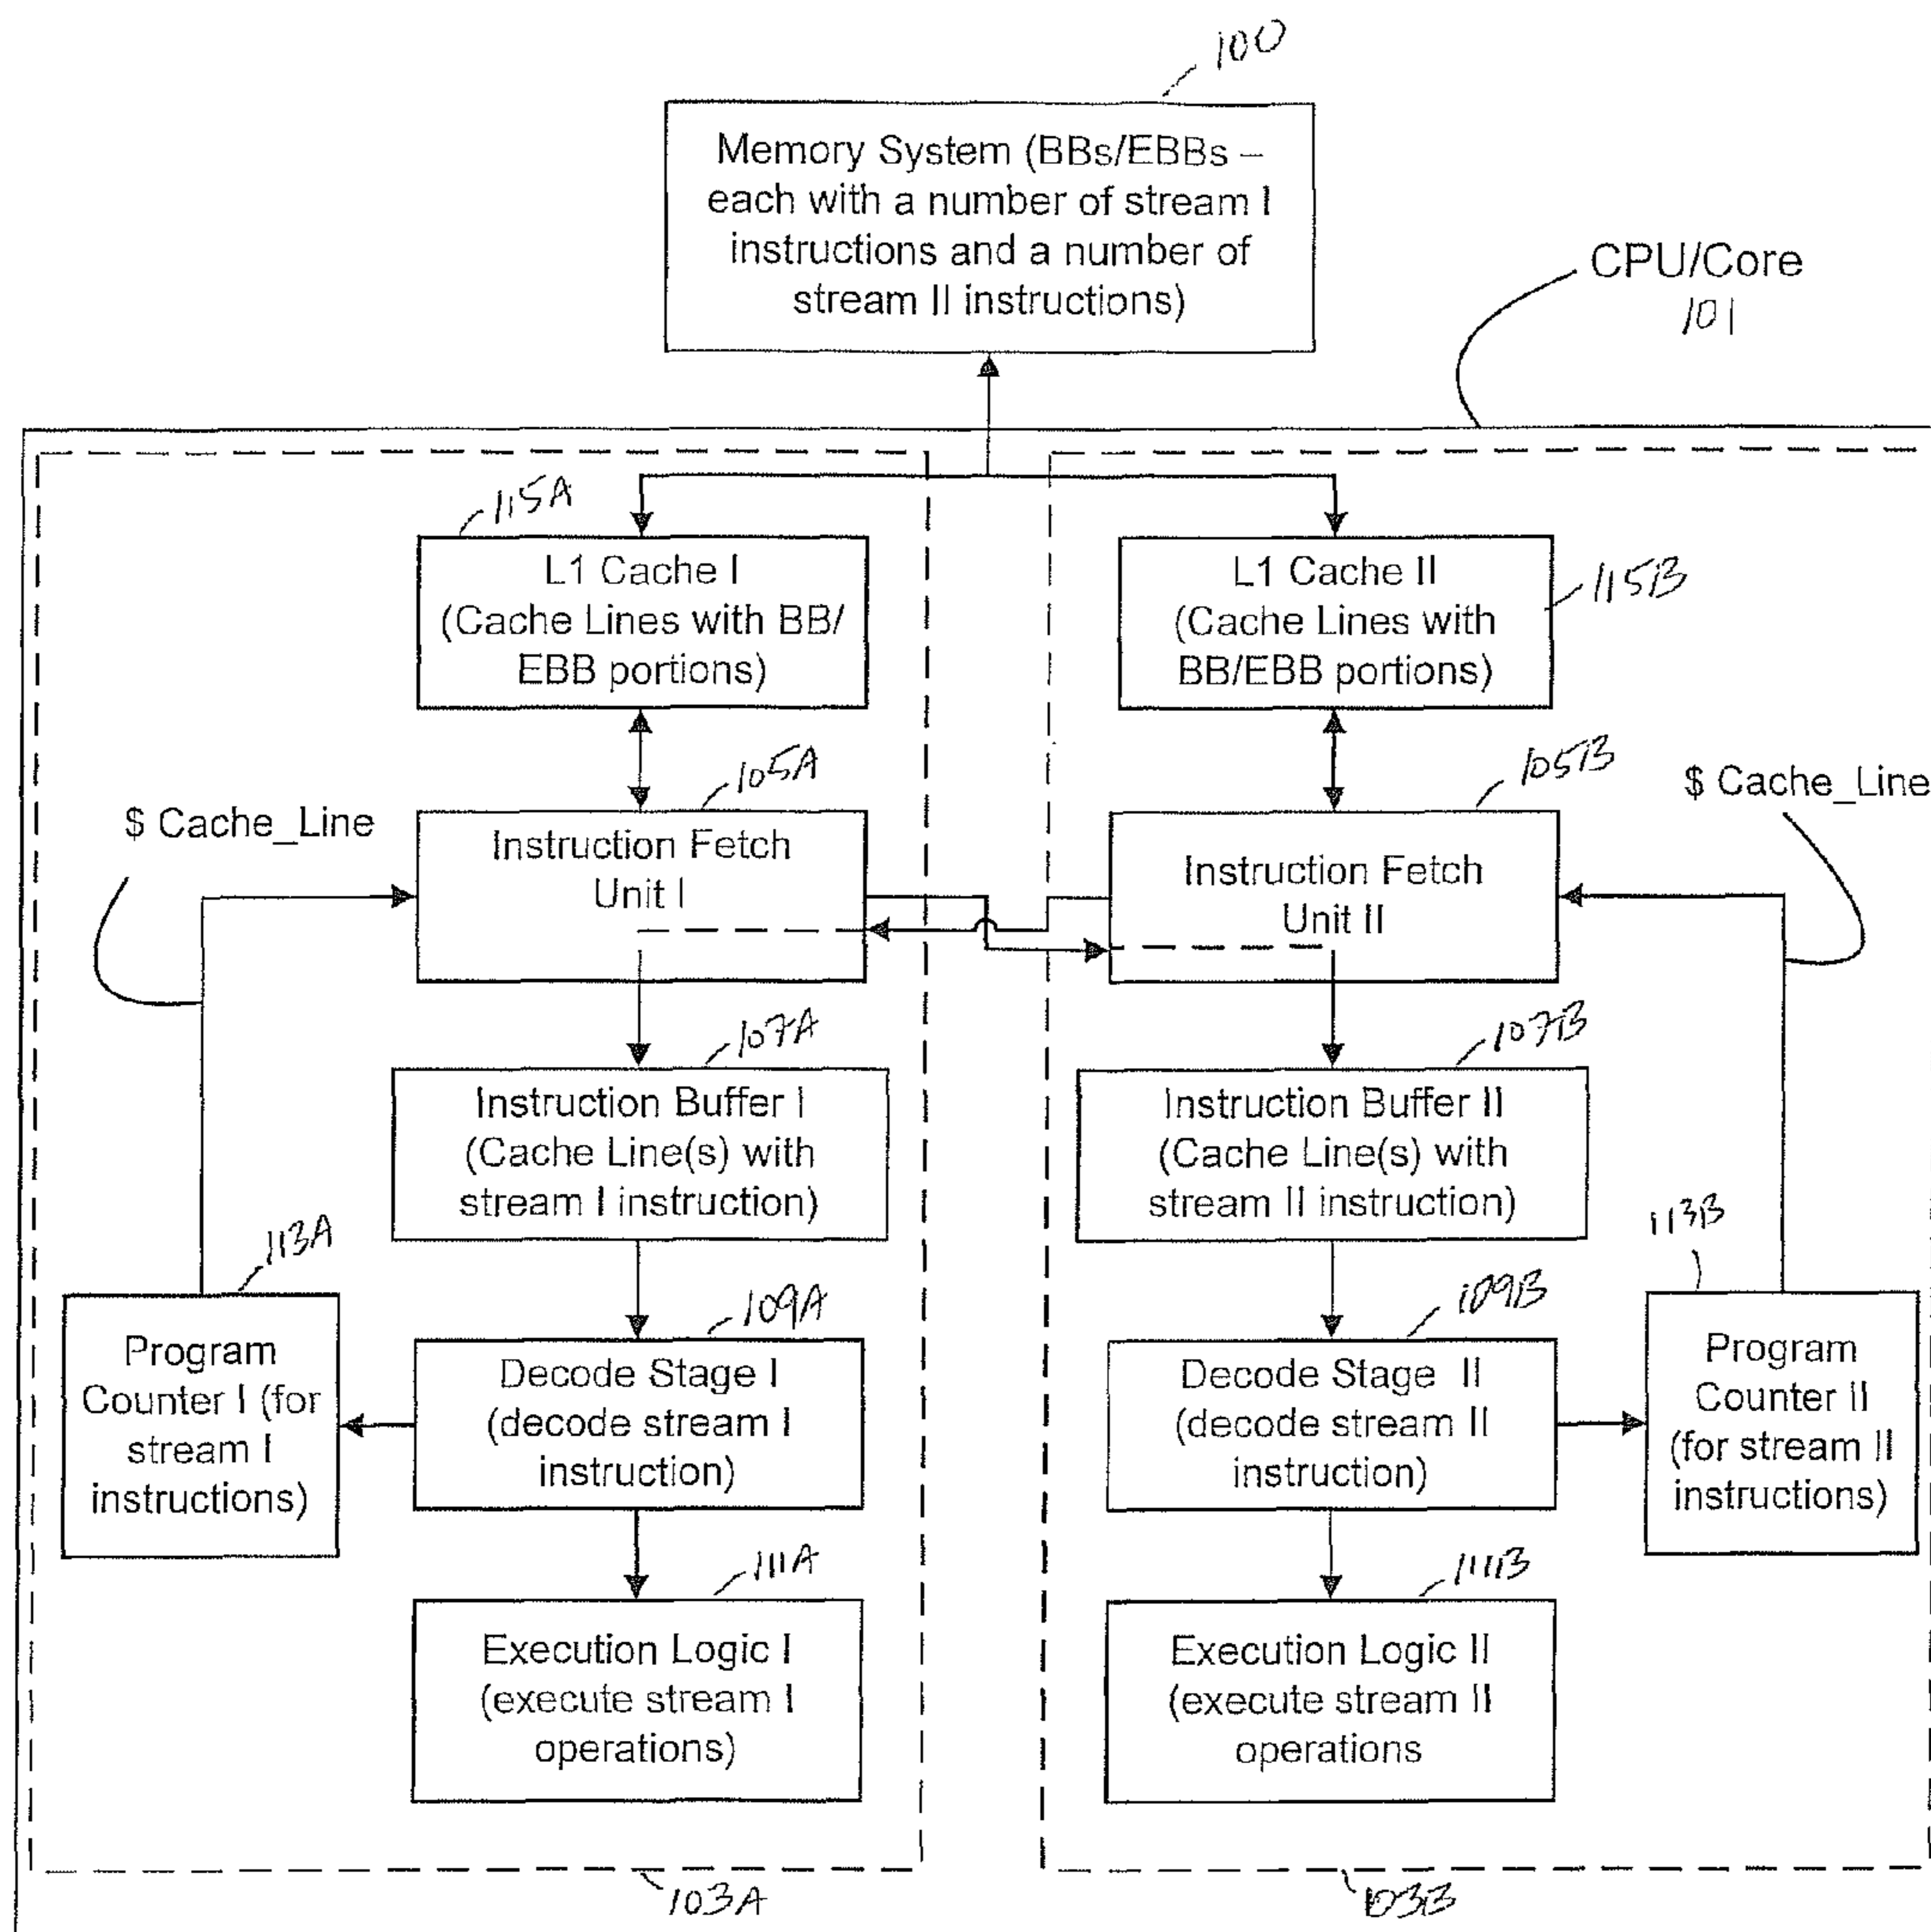 100
Memory System (BBs/EBBs –
each with a number of stream I
instructions and a number of
stream II instructions)
CPU/Core
101
115A
L1 Cache I
(Cache Lines with BB/
EBB portions)
L1 Cache II
(Cache Lines with
BB/EBB portions)
115B
105A
105B
$ Cache_Line
$ Cache_Line
Instruction Fetch
Unit I
Instruction Fetch
Unit II
107A
107B
Instruction Buffer I
(Cache Line(s) with
stream I instruction)
Instruction Buffer II
(Cache Line(s) with
stream II instruction)
113A
113B
109A
109B
Program
Counter I (for
stream I
instructions)
Decode Stage I
(decode stream I
instruction)
Decode Stage II
(decode stream II
instruction)
Program
Counter II
(for stream II
instructions)
111A
111B
Execution Logic I
(execute stream I
operations)
Execution Logic II
(execute stream II
operations
103A
103B